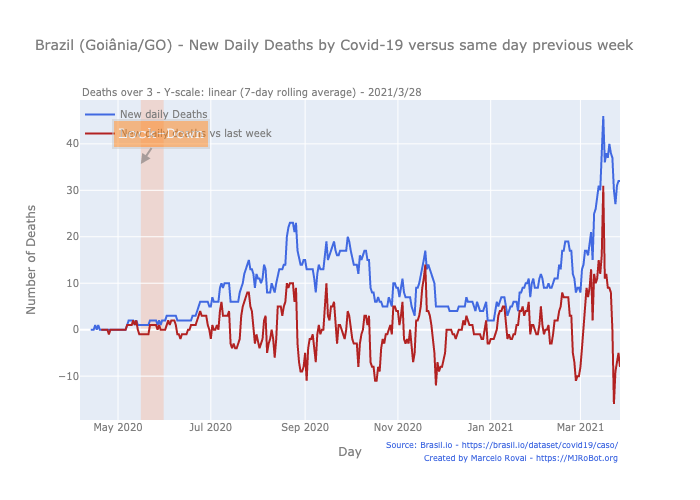 Brazil (Goiânia/GO) - New Daily Deaths by Covid-19 versus same day previous week
Deaths over 3 - Y-scale: linear (7-day rolling average) - 2021/3/28
New daily Deaths
New daily deaths vs last week
Number of Deaths
40
30
20
10
0
−10
May 2020
Jul 2020
Sep 2020
Nov 2020
Jan 2021
Mar 2021
Day
Source: Brasil.io - https://brasil.io/dataset/covid19/caso/
Created by Marcelo Rovai - https://MJRoBot.org